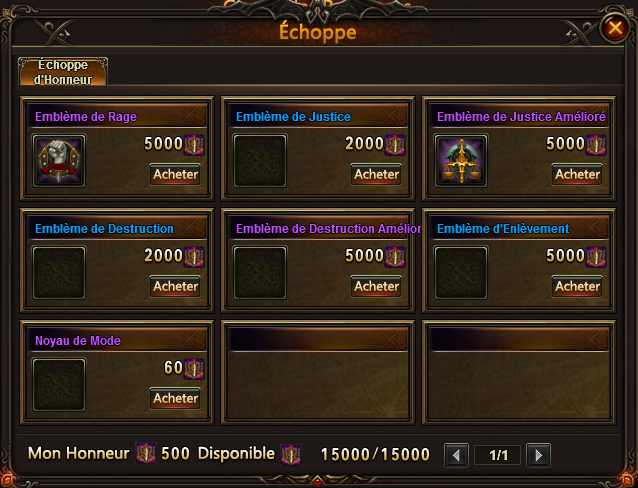 Échoppe
Échoppe
d'Honneur
Emblème de Rage
5000
Acheter
Emblème de Justice
2000
Acheter
Emblème de Justice Amélioré
5000
Acheter
Emblème de Destruction
2000
Acheter
Emblème de Destruction Amélior
5000
Acheter
Emblème d'Enlèvement
5000
Acheter
Noyau de Mode
60
Acheter
Mon Honneur 500 Disponible 15000/15000 1/1